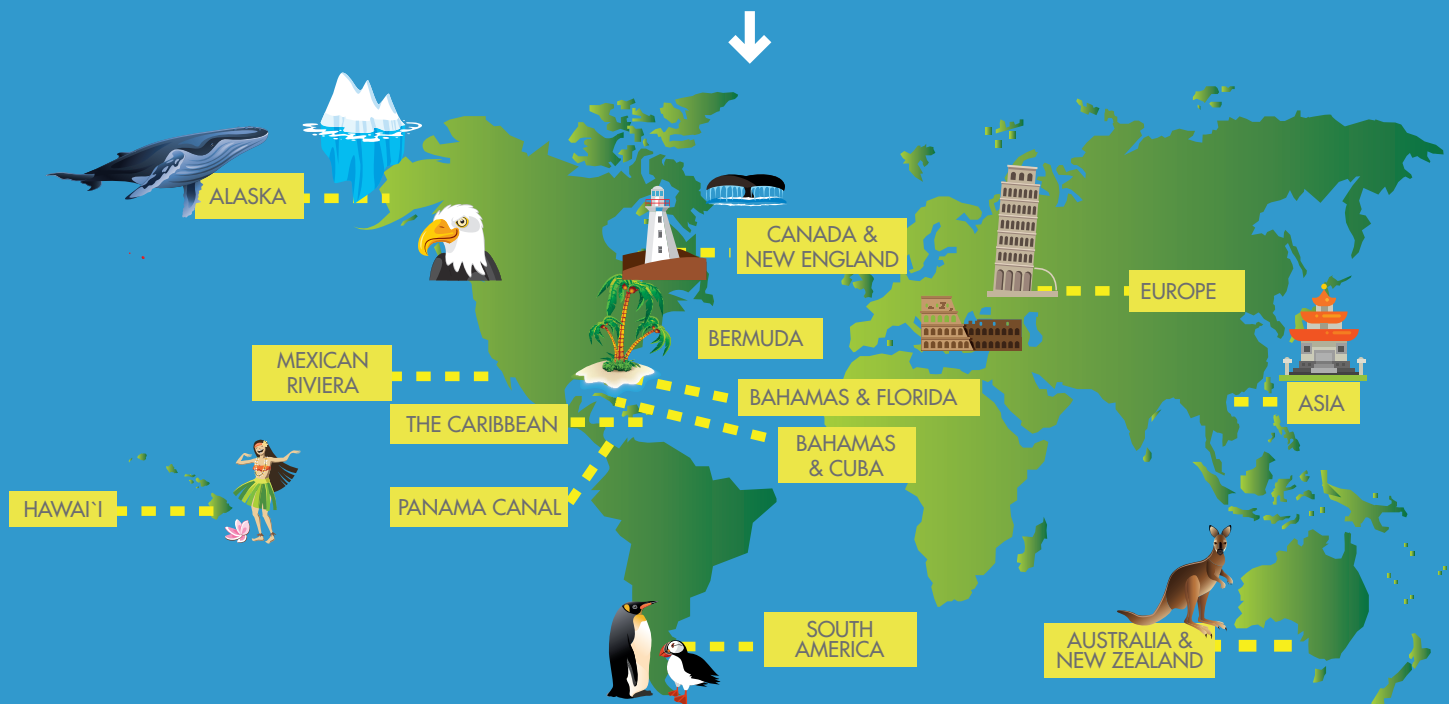 ALASKA
CANADA &
NEW ENGLAND
EUROPE
BERMUDA
MEXICAN
RIVIERA
BAHAMAS & FLORIDA
ASIA
THE CARIBBEAN
BAHAMAS
& CUBA
HAWAI`I
PANAMA CANAL
SOUTH
AMERICA
AUSTRALIA &
NEW ZEALAND